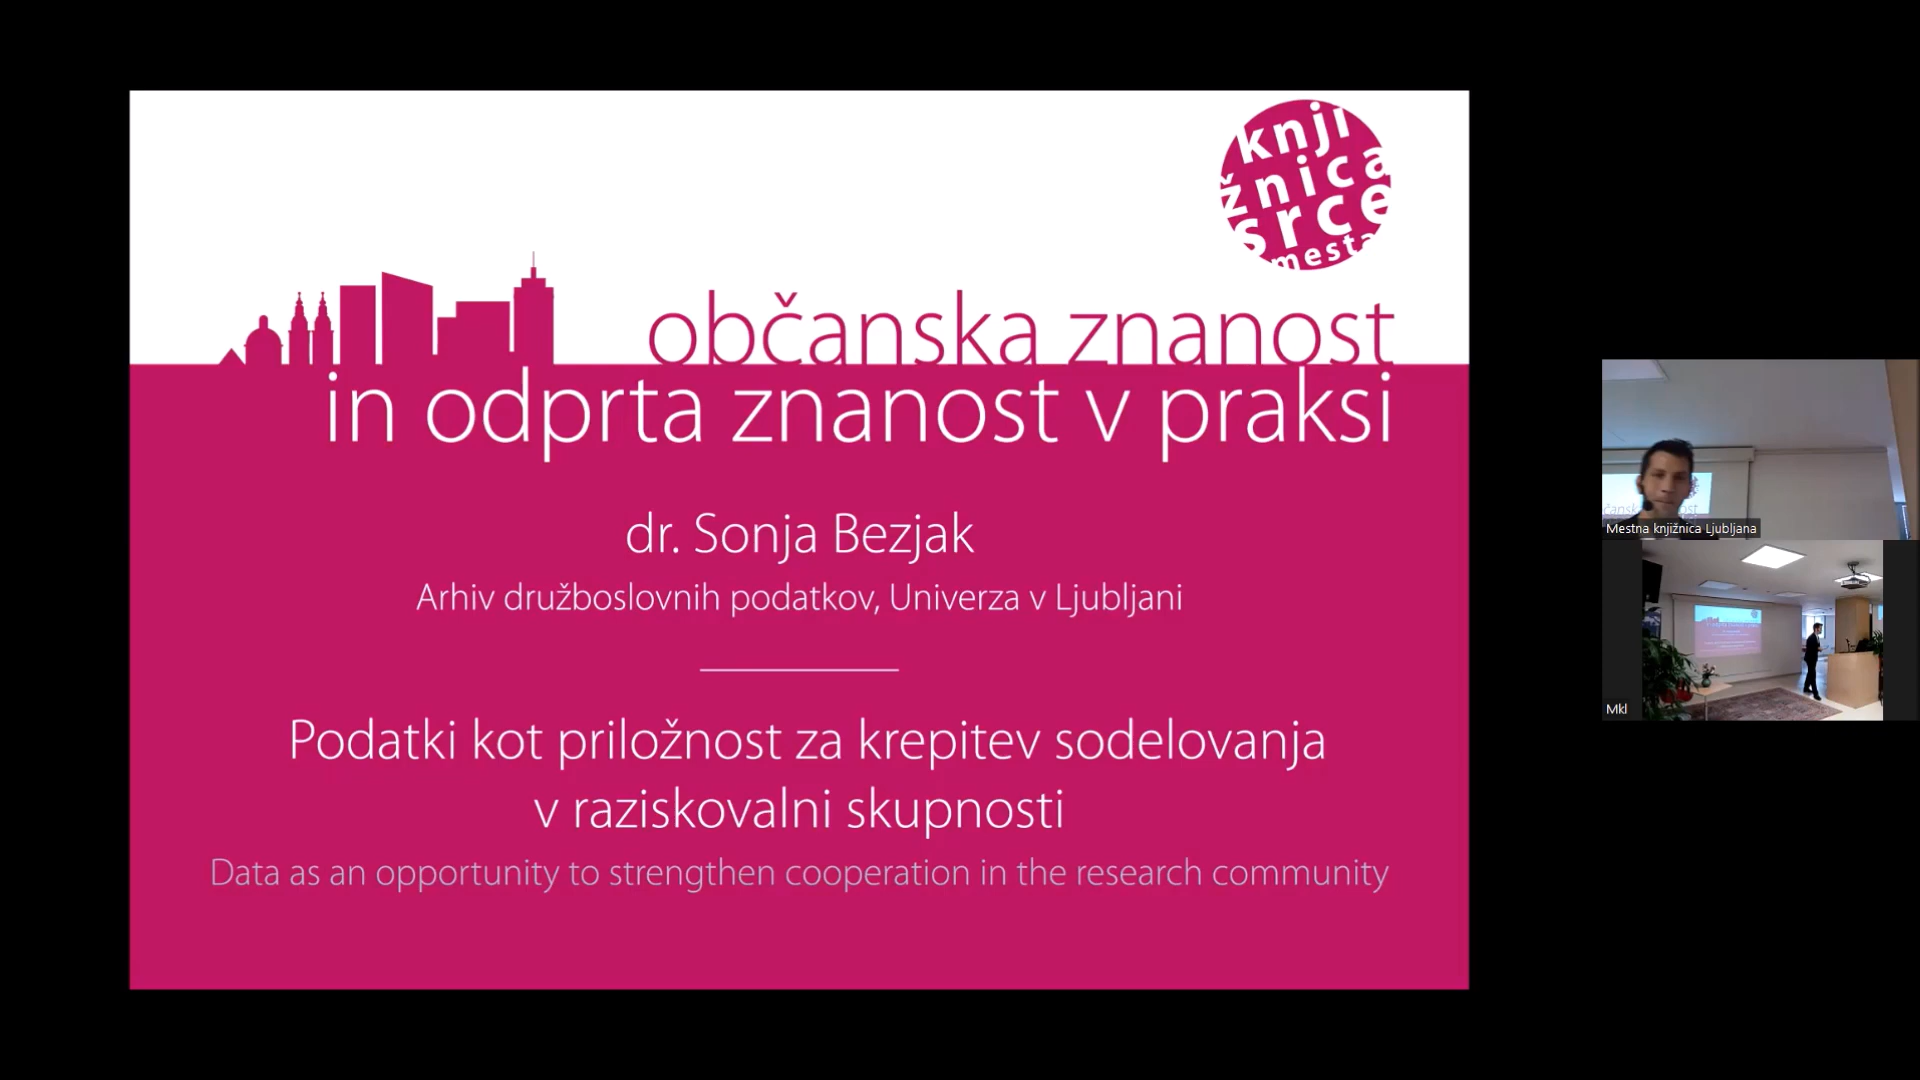 knji
žnica
srce
mesta
občanska znanost
in odprta znanost v praksi
dr. Sonja Bezjak
Arhiv družboslovnih podatkov, Univerza v Ljubljani
Podatki kot priložnost za krepitev sodelovanja
v raziskovalni skupnosti
Data as an opportunity to strengthen cooperation in the research community
Mestna knjižnica Ljubljana
Mkl